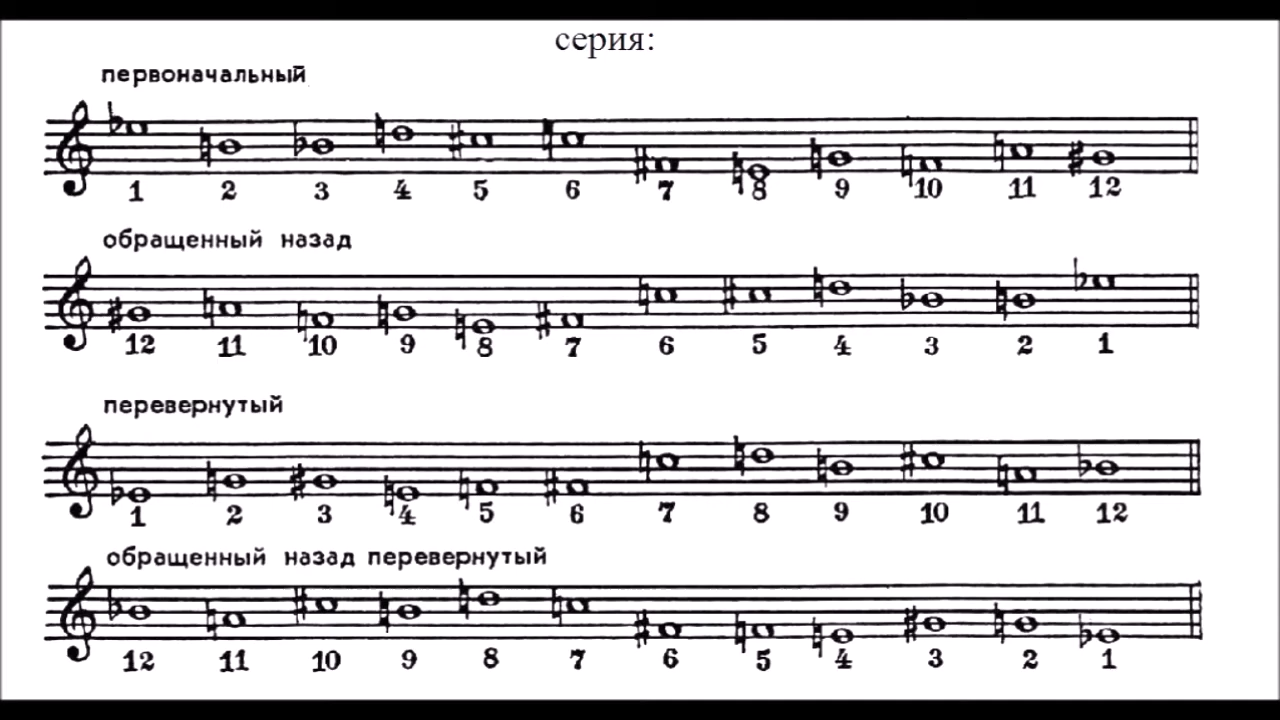 серия:
первоначальный
1 2 3 4 5 6 7 8 9 10 11 12
обращенный назад
12 11 10 9 8 7 6 5 4 3 2 1
перевернутый
1 2 3 4 5 6 7 8 9 10 11 12
обращенный назад перевернутый
12 11 10 9 8 7 6 5 4 3 2 1